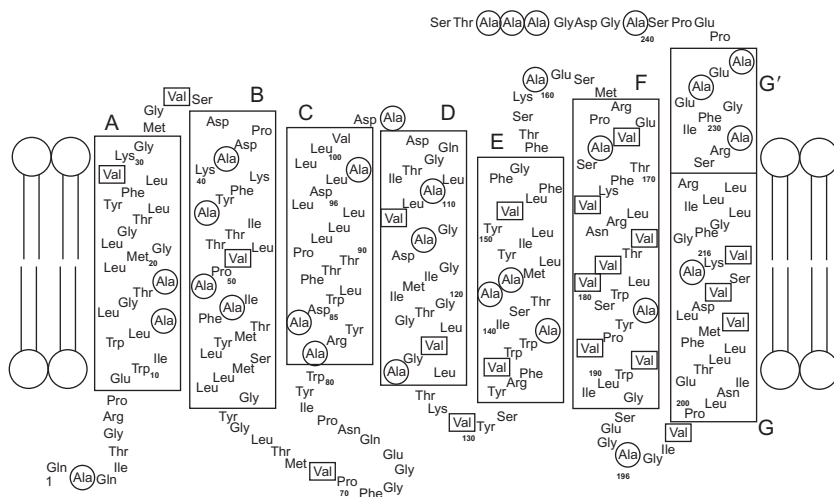 Ser Thr Ala Ala Ala Gly Asp Gly Ala Ser Pro Glu
240
Pro
A
Met
Gly
Val
Ser
Gly
Lys
30
Val
Leu
Phe
Tyr
Leu
Thr
Gly
Leu
Gly
Met
20
Leu
Ala
Thr
Gly
Leu
Ala
Leu
Trp
Ile
Trp
10
Glu
Pro
Arg
Gly
Thr
Ile
Gln
Ala
Gln
1
B
Asp
Pro
Asp
Ala
Lys
40
Lys
Phe
Tyr
Ala
Ile
Thr
Thr
Leu
Val
Pro
50
Ala
Ile
Ala
Phe
Thr
Met
Tyr
Leu
Ser
Met
Leu
Leu
Gly
Tyr
Gly
Leu
Thr
Met
Val
Pro
70
Phe
Gly
Gly
Glu
Gln
Asn
Pro
Ile
Tyr
Trp
80
C
Val
Leu
100
Leu
Leu
Ala
Asp
96
Leu
Leu
Leu
Pro
90
Thr
Thr
Phe
Leu
Trp
Asp
85
Ala
Tyr
Arg
Ala
Asp
Ala
D
Asp
Gln
Gly
Thr
Ile
Leu
Ala
110
Leu
Val
Gly
Ala
Asp
Gly
Ile
Met
Ile
Gly
120
Thr
Gly
Leu
Val
Gly
Ala
Leu
Thr
Lys
Val
130
Tyr
Ser
E
Ala
160
Glu
Ser
Met
Lys
Ser
Thr
Phe
Gly
Phe
Phe
Leu
Val
Tyr
150
Leu
Ile
Tyr
Met
Ala
Ala
Thr
Ser
Ile
140
Ala
Trp
Trp
Val
Phe
Arg
Tyr
F
Arg
Pro
Glu
Val
Ala
Ser
Thr
170
Phe
Lys
Val
Arg
Leu
Asn
Val
Thr
Val
Val
180
Leu
Trp
Ser
Ala
Tyr
Pro
Val
Val
Trp
190
Ile
Leu
Gly
Ser
Glu
Gly
Ala
196
Gly
Ile
Val
G′
Ala
Glu
Ala
Glu
Gly
Phe
230
Ile
Ala
Arg
Ser
Arg
Leu
Leu
Ile
Leu
Phe
Gly
Gly
216
Val
Lys
Ala
Ser
Val
Asp
Leu
Val
Met
Leu
Phe
Leu
Thr
Ile
Glu
Asn
200
Leu
Pro
G